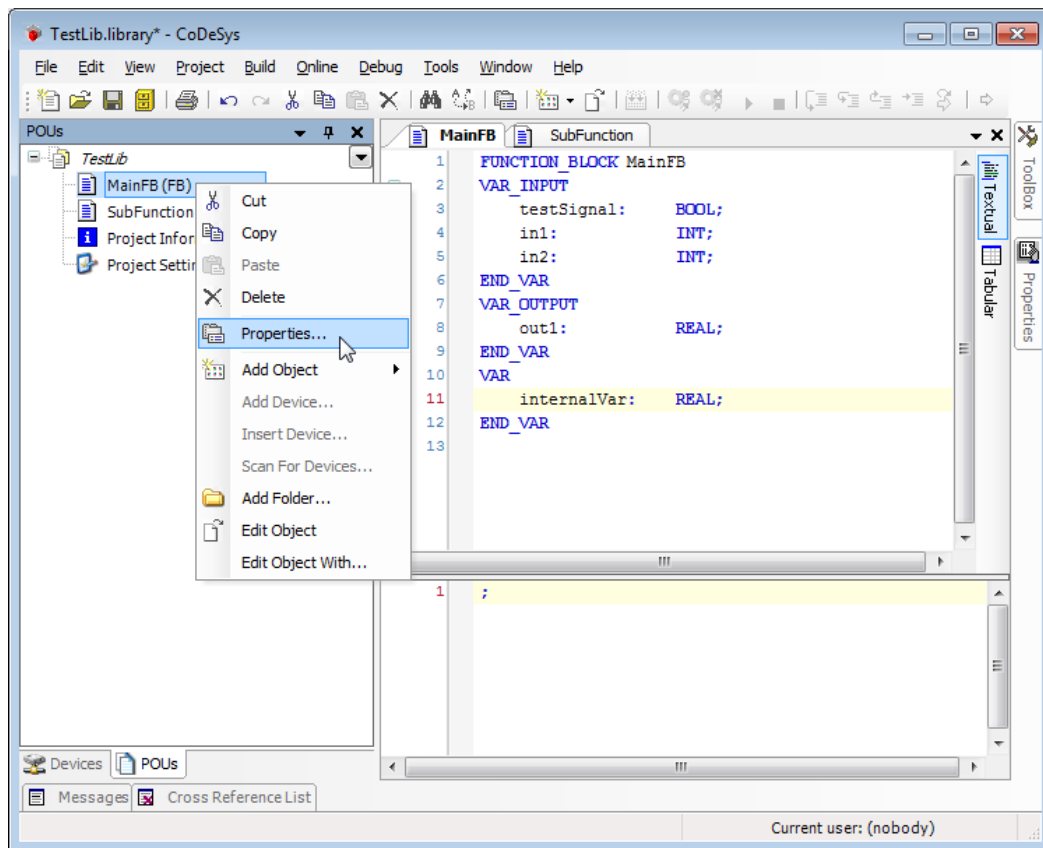 TestLib.library* - CoDeSys
File Edit View Project Build Online Debug Tools Window Help
POUs
TestLib
MainFB (FB)
SubFunction
Project Infor
Project Settin
Cut
Copy
Paste
Delete
Properties...
Add Object
Add Device...
Insert Device...
Scan For Devices...
Add Folder...
Edit Object
Edit Object With...
MainFB SubFunction
1 FUNCTION_BLOCK MainFB
2 VAR_INPUT
3 testSignal: BOOL;
4 in1: INT;
5 in2: INT;
6 END_VAR
7 VAR_OUTPUT
8 out1: REAL;
9 END_VAR
10 VAR
11 internalVar: REAL;
12 END_VAR
13
1 ;
Textual
Tabular
ToolBox
Properties
Devices POUs
Messages Cross Reference List
Current user: (nobody)